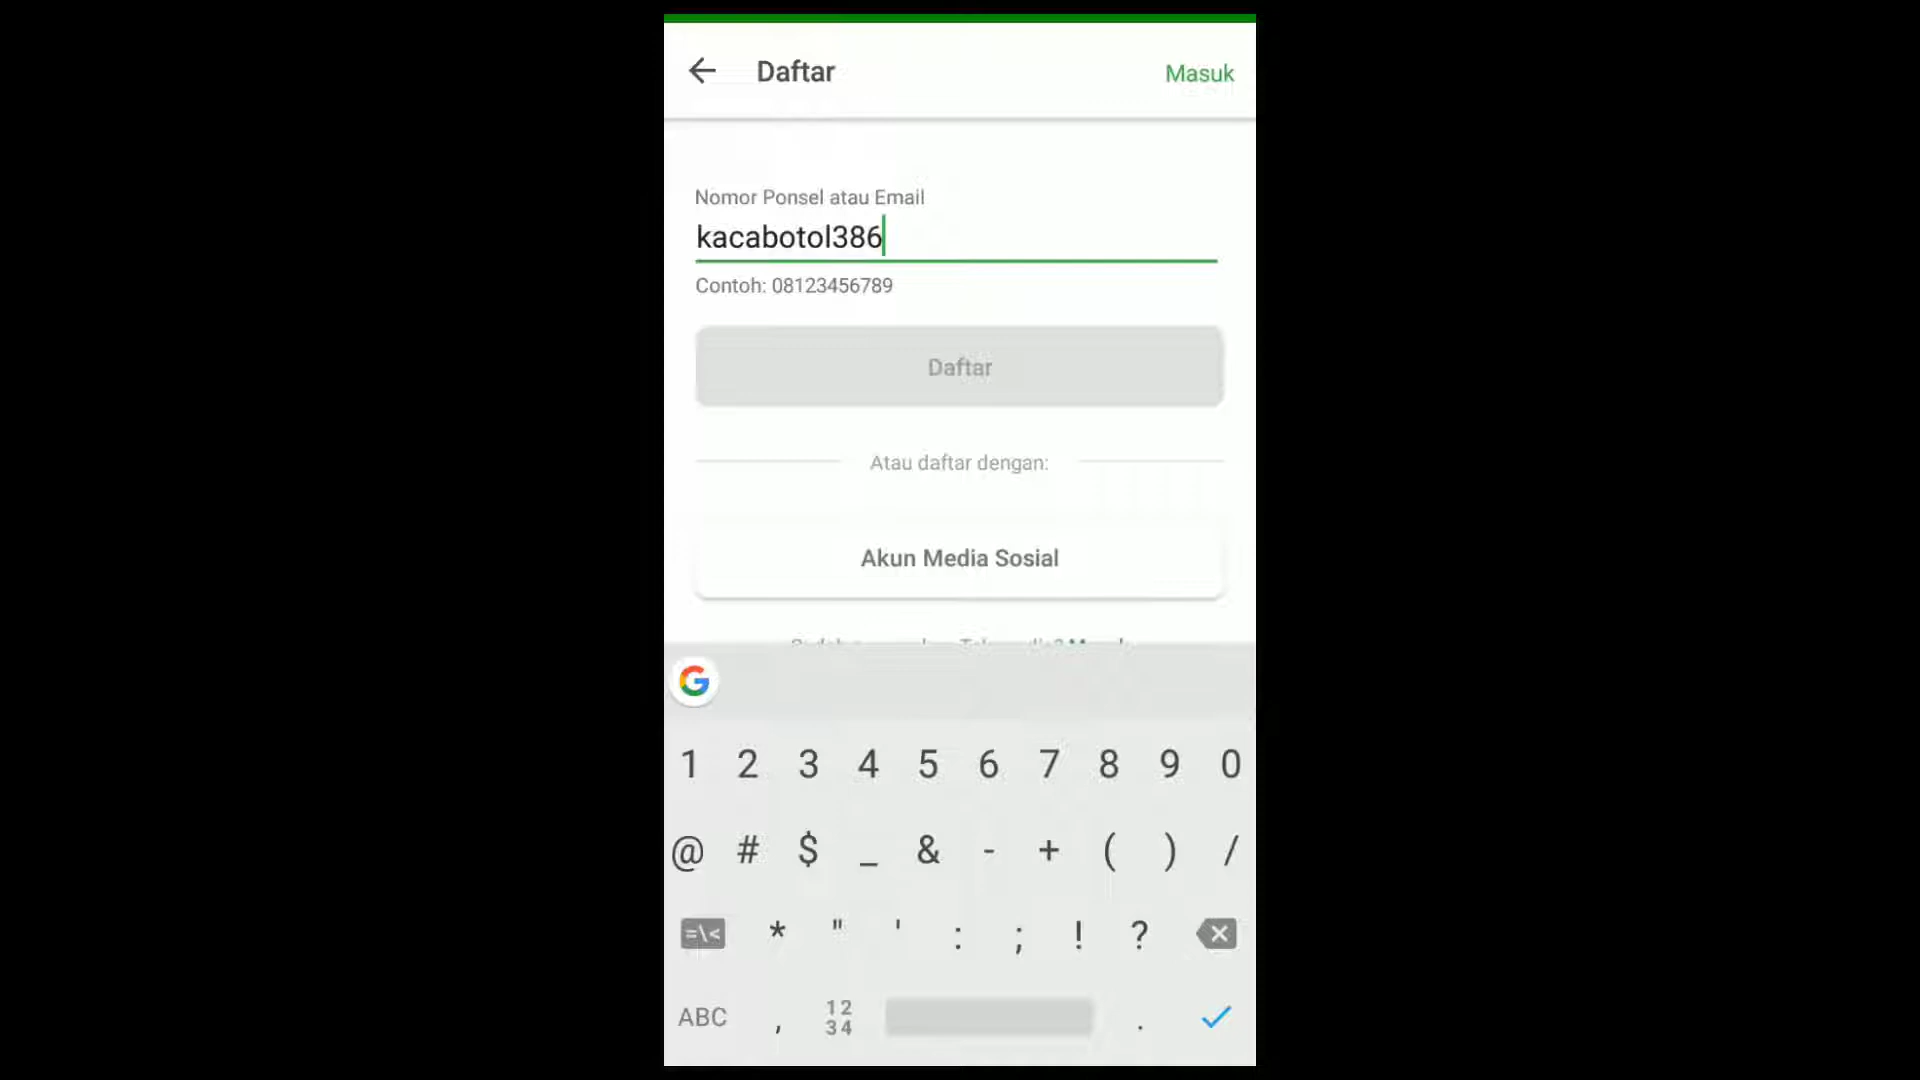 Daftar
Masuk
Nomor Ponsel atau Email
kacabotol386
Contoh: 08123456789
Daftar
Atau daftar dengan:
Akun Media Sosial
G
1 2 3 4 5 6 7 8 9 0
@ # $ _ & - + ( ) /
=\< * " ' : ; ! ?
ABC , 12 34 .